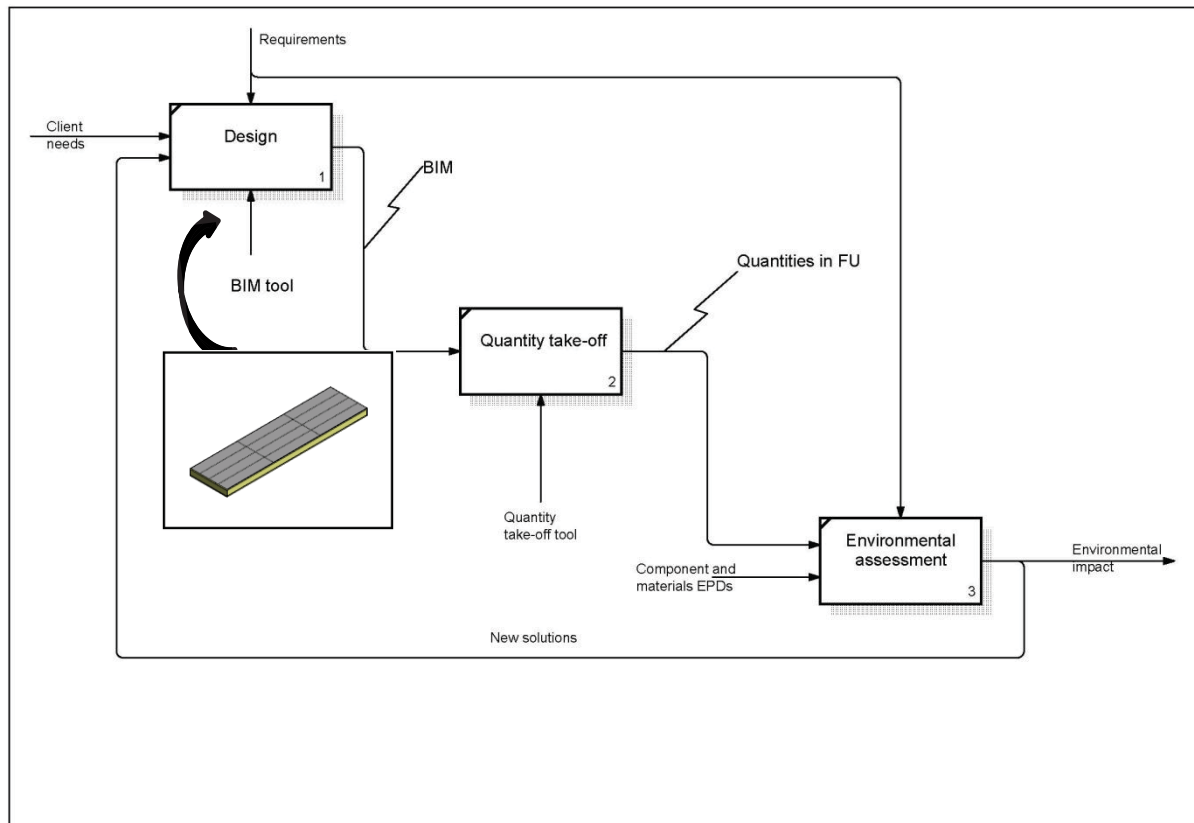 Requirements
Client
needs
Design
1
BIM
BIM tool
Quantities in FU
Quantity take-off
2
Quantity
take-off tool
Environmental
assessment
3
Component and
materials EPDs
Environmental
impact
New solutions